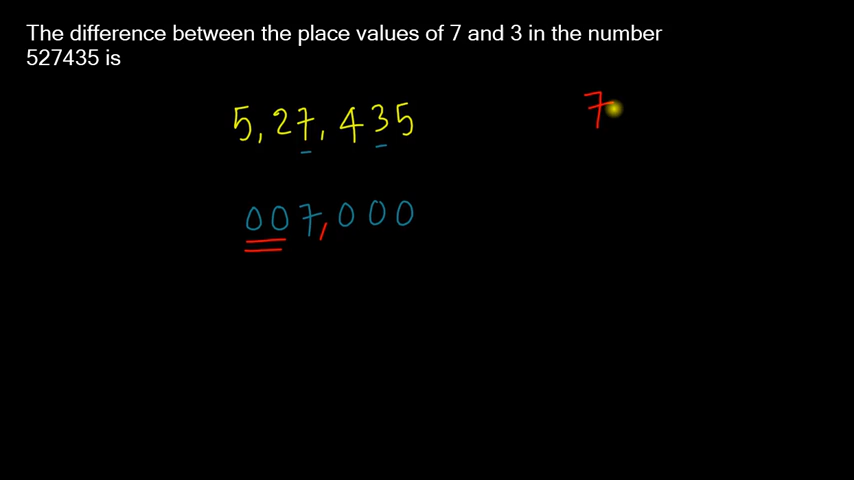 The difference between the place values of 7 and 3 in the number
527435 is
5,27,435
7
007,000